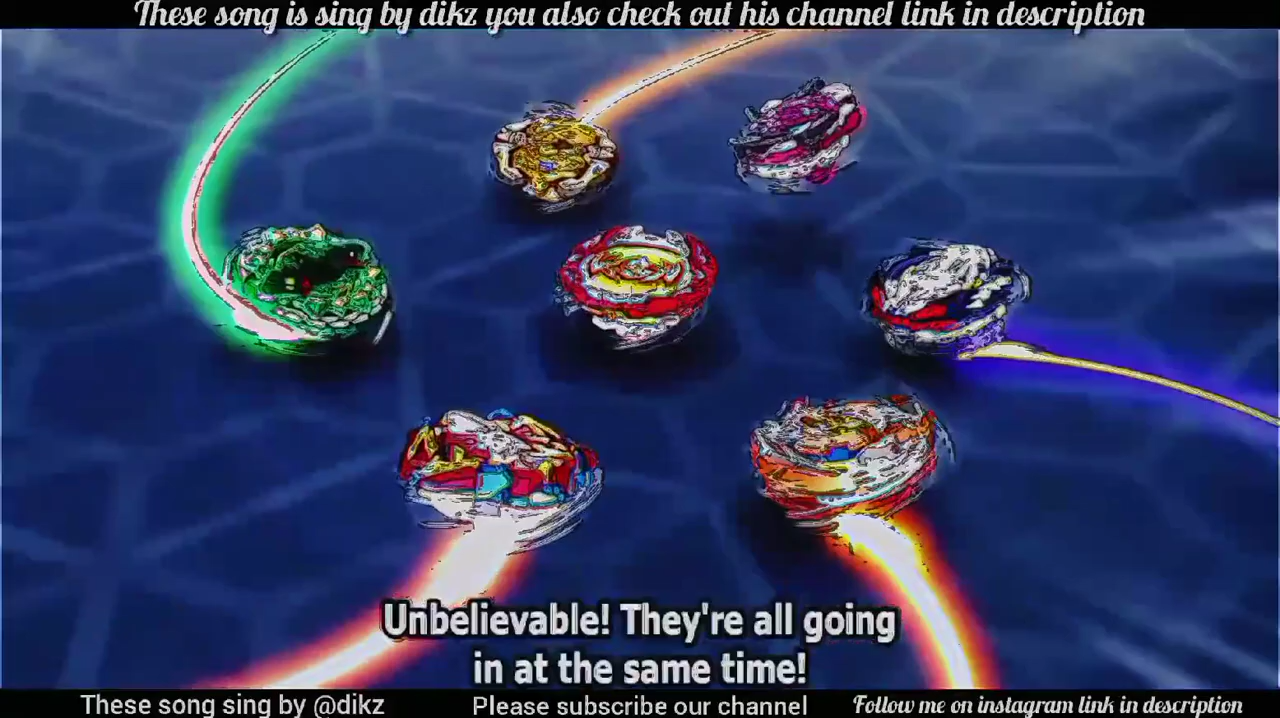 These song is sing by dikz you also check out his channel link in description
Unbelievable! They're all going
in at the same time!
These song sing by @dikz
Please subscribe our channel
Follow me on instagram link in description